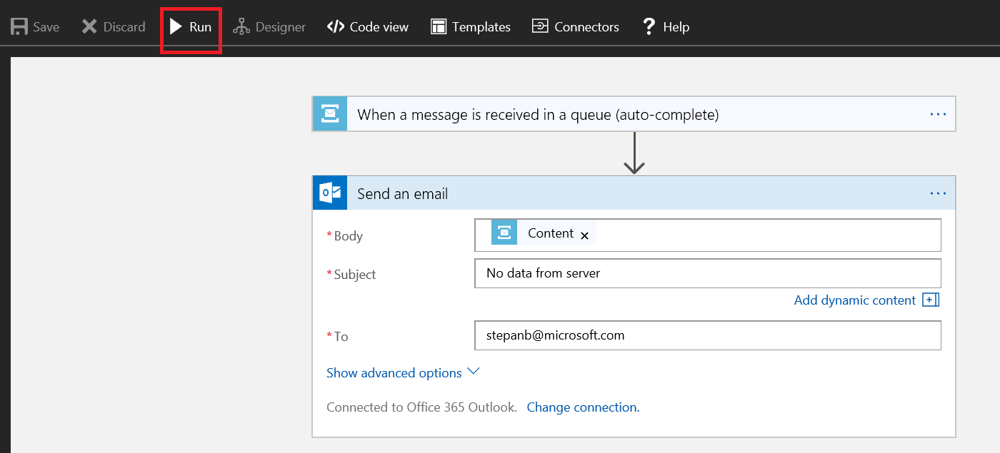 Save Discard Run Designer Code view Templates Connectors Help
When a message is received in a queue (auto-complete) ...
Send an email ...
*Body Content ×
*Subject No data from server
Add dynamic content
*To stepanb@microsoft.com
Show advanced options
Connected to Office 365 Outlook. Change connection.